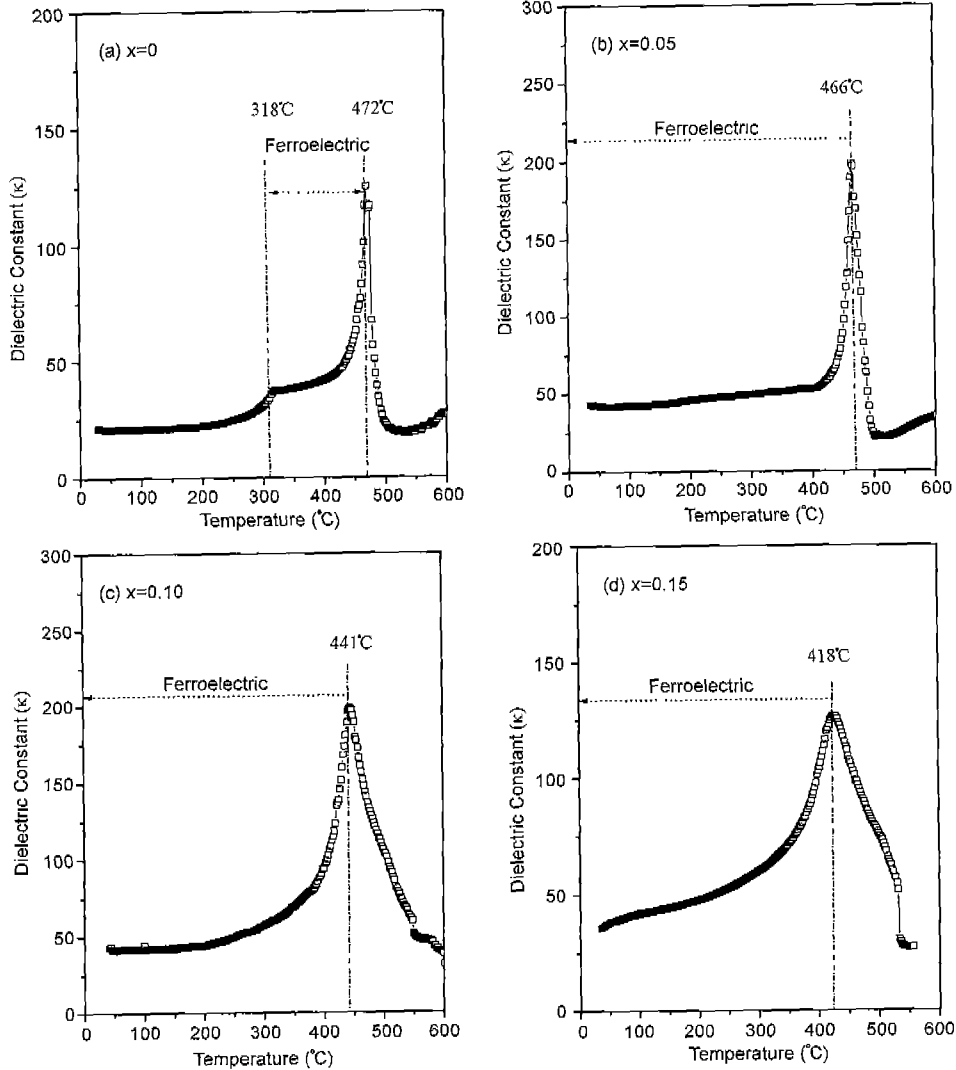 (a) x=0
318℃ 472℃
Ferroelectric
Dielectric Constant (κ)
200
150
100
50
0
0 100 200 300 400 500 600
Temperature (℃)
(b) x=0.05
466℃
Ferroelectric
Dielectric Constant (κ)
300
250
200
150
100
50
0
0 100 200 300 400 500 600
Temperature (℃)
(c) x=0.10
441℃
Ferroelectric
Dielectric Constant (κ)
300
250
200
150
100
50
0
0 100 200 300 400 500 600
Temperature (℃)
(d) x=0.15
418℃
Ferroelectric
Dielectric Constant (κ)
200
150
100
50
0
0 100 200 300 400 500 600
Temperature (℃)